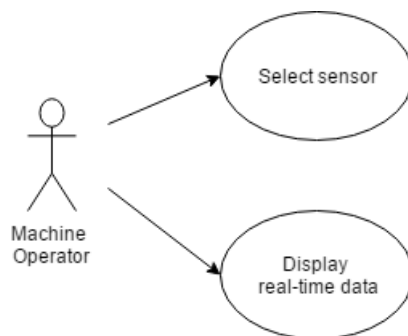 Select sensor
Machine
Operator
Display
real-time data